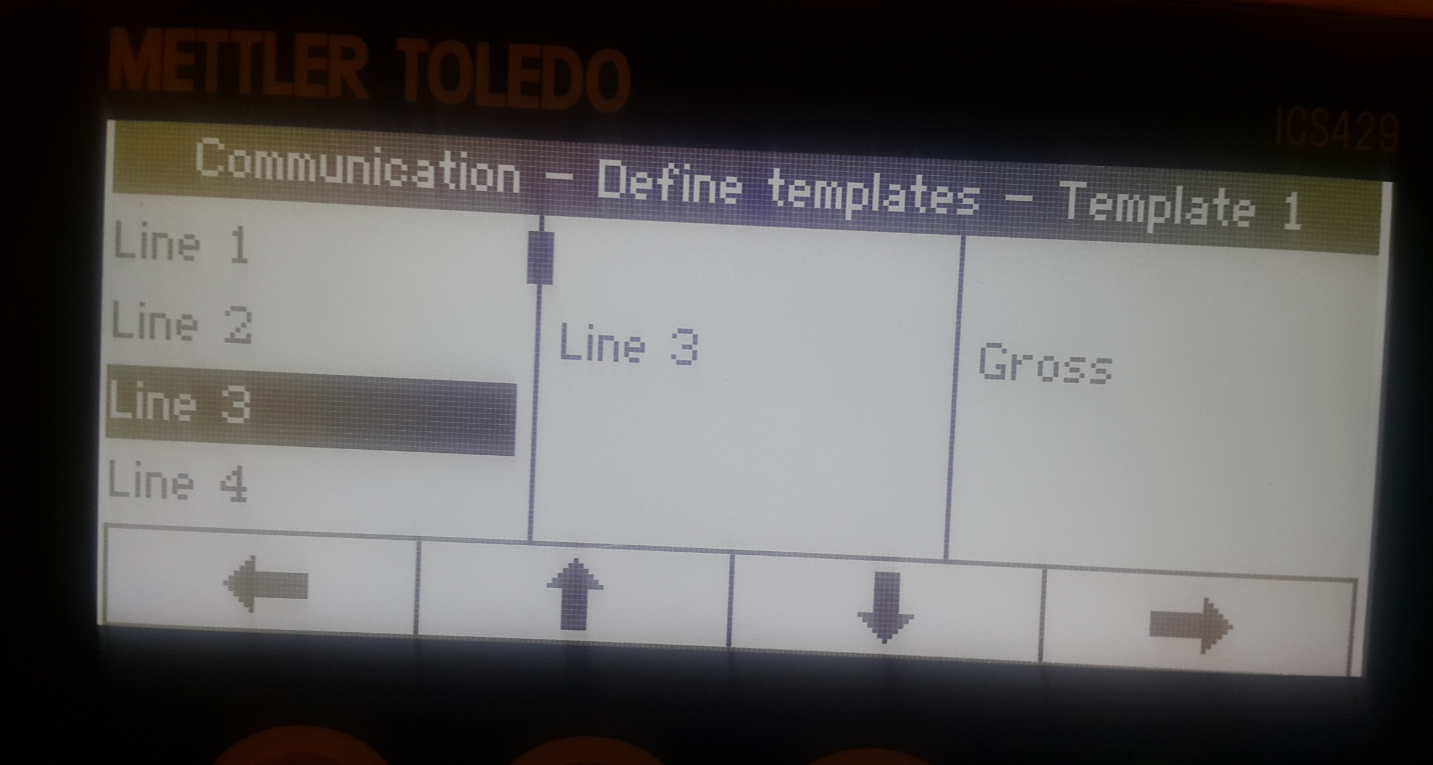 METTLER TOLEDO
ICS429
Communication - Define templates - Template 1
Line 1
Line 2
Line 3
Line 4
Line 3
Gross